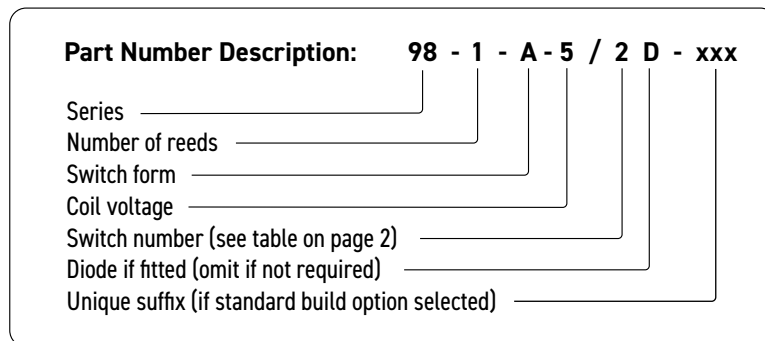 Part Number Description: 98 - 1 - A - 5 / 2 D - xxx
Series
Number of reeds
Switch form
Coil voltage
Switch number (see table on page 2)
Diode if fitted (omit if not required)
Unique suffix (if standard build option selected)